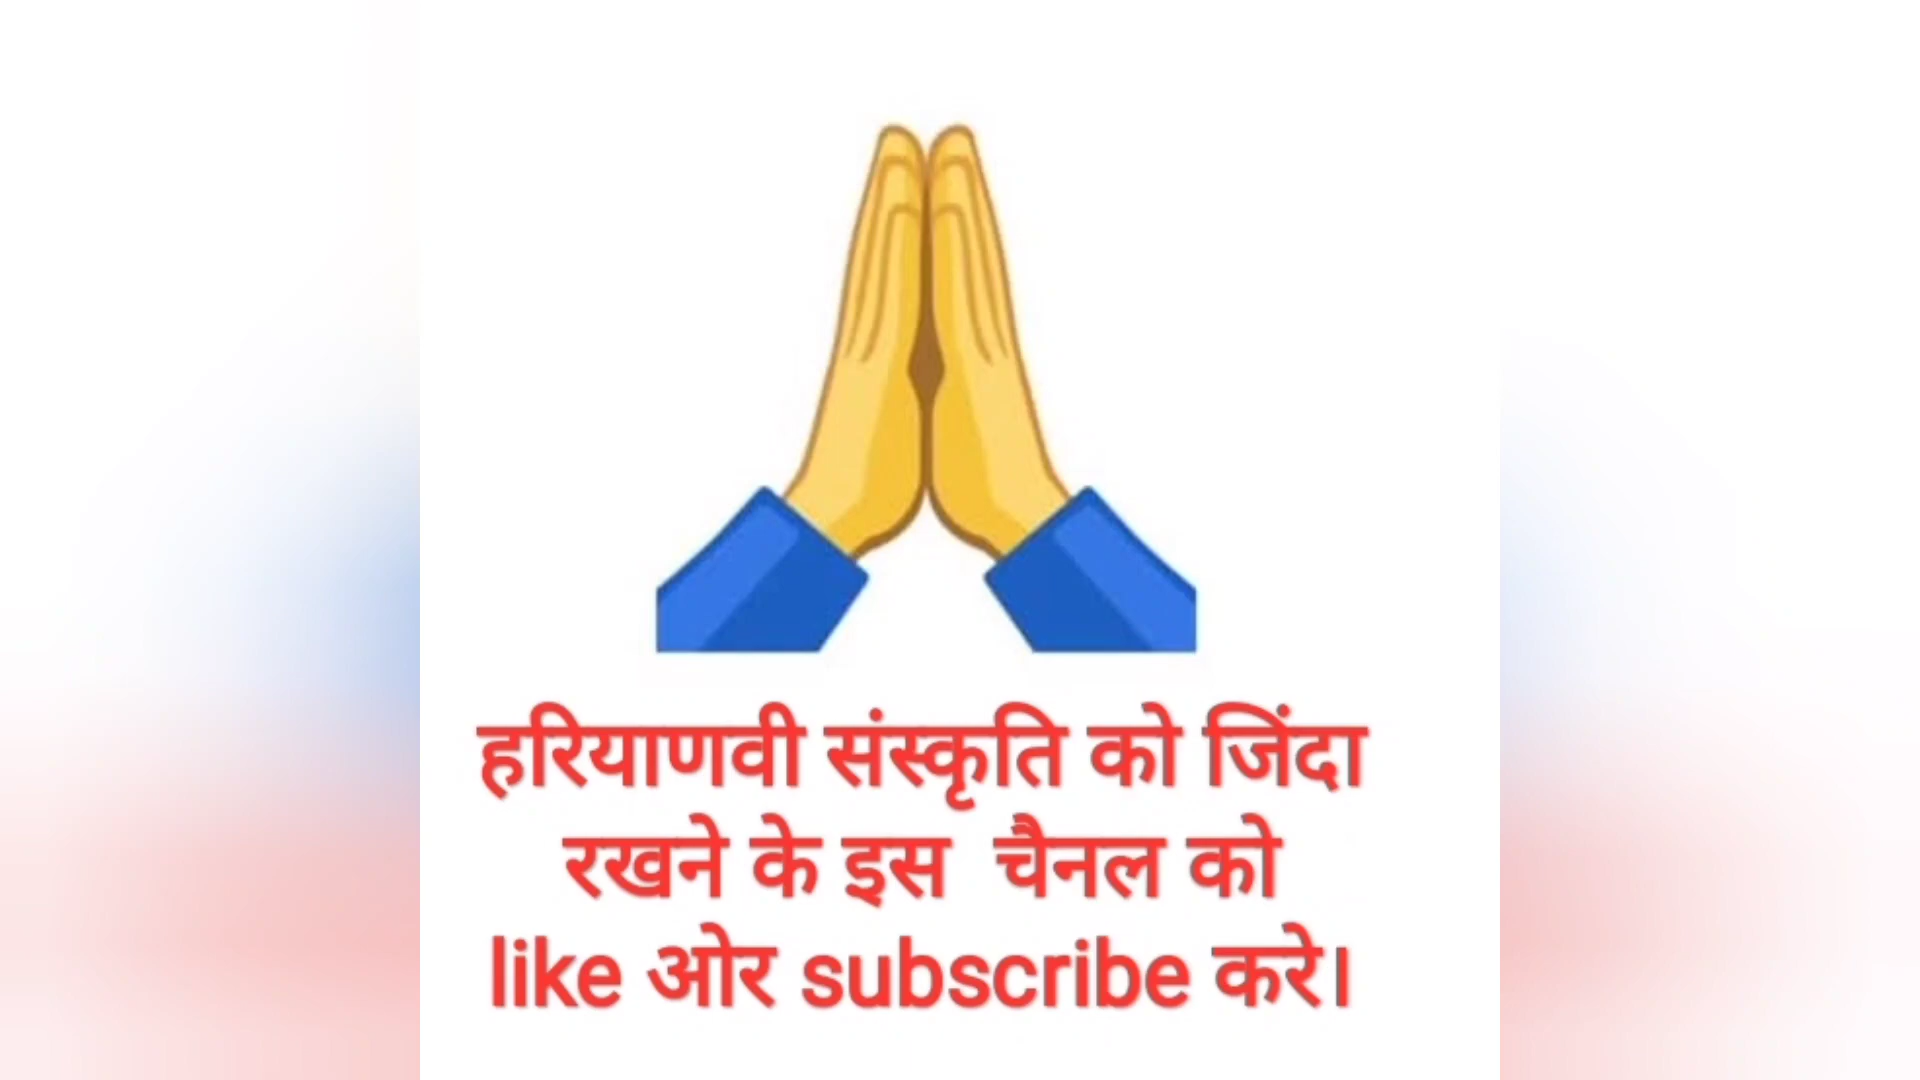 हरियाणवी संस्कृति को जिंदा
रखने के इस चैनल को
like ओर subscribe करे।